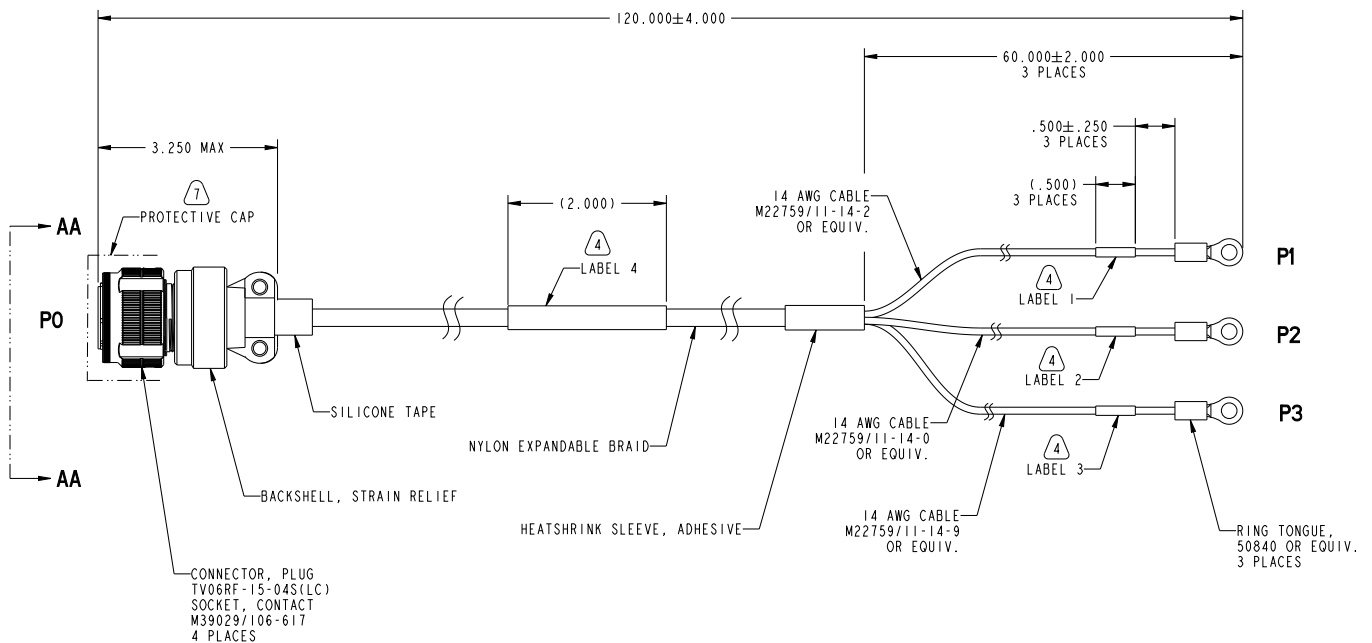 120.000±4.000
60.000±2.000
3 PLACES
.500±.250
3 PLACES
3.250 MAX
(.500)
3 PLACES
7
PROTECTIVE CAP
(2.000)
14 AWG CABLE
M22759/11-14-2
OR EQUIV.
AA
4
LABEL 4
4
LABEL 1
P1
P0
P2
4
LABEL 2
SILICONE TAPE
14 AWG CABLE
M22759/11-14-0
OR EQUIV.
P3
NYLON EXPANDABLE BRAID
4
LABEL 3
AA
BACKSHELL, STRAIN RELIEF
HEATSHRINK SLEEVE, ADHESIVE
14 AWG CABLE
M22759/11-14-9
OR EQUIV.
RING TONGUE,
50840 OR EQUIV.
3 PLACES
CONNECTOR, PLUG
TV06RF-15-04S(LC)
SOCKET, CONTACT
M39029/106-617
4 PLACES